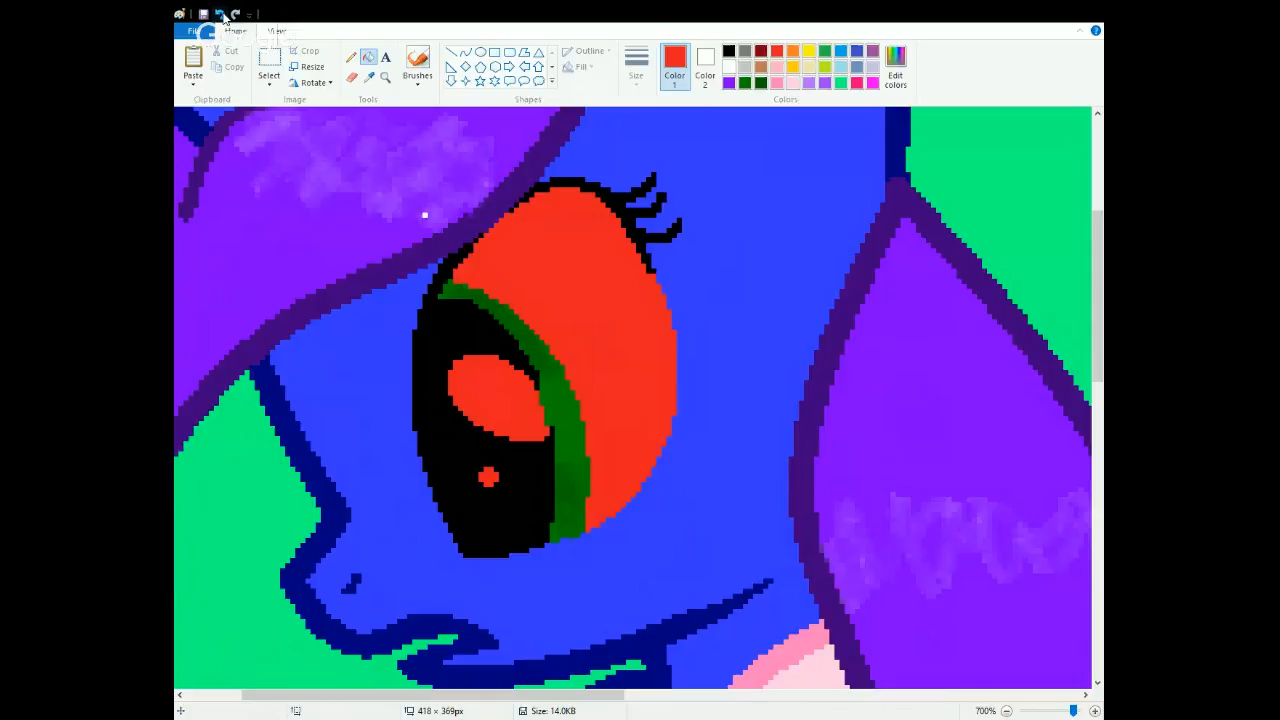 File Home View
Cut
Copy
Paste
Clipboard
Select
Crop
Resize
Rotate
Image
A
Tools
Brushes
Outline
Fill
Shapes
Size
Color
1
Color
2
Edit
colors
Colors
418 × 369px
Size: 14.0KB
700%